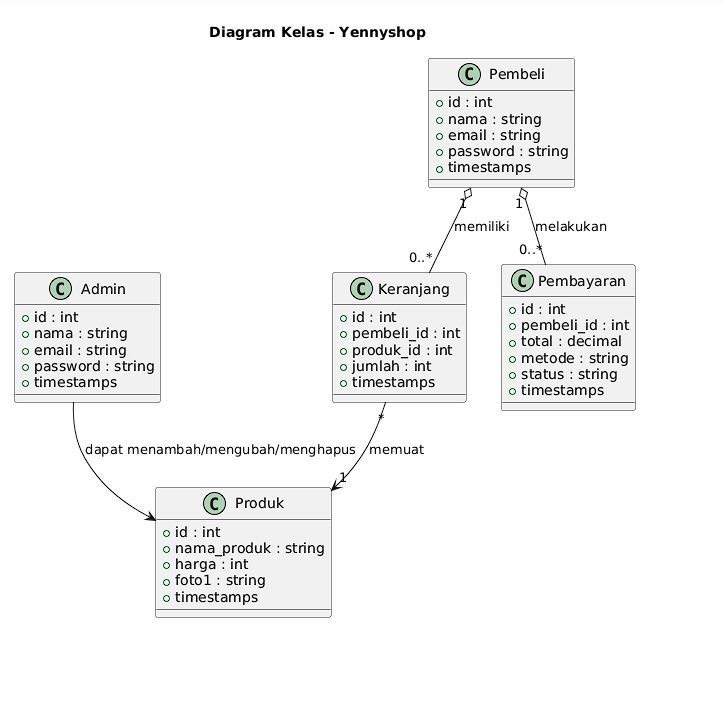 Diagram Kelas - Yennyshop
C Pembeli
id : int
nama : string
email : string
password : string
timestamps
1
1
memiliki
melakukan
0..*
0..*
C Admin
id : int
nama : string
email : string
password : string
timestamps
C Keranjang
id : int
pembeli_id : int
produk_id : int
jumlah : int
timestamps
C Pembayaran
id : int
pembeli_id : int
total : decimal
metode : string
status : string
timestamps
*
dapat menambah/mengubah/menghapus
memuat
1
C Produk
id : int
nama_produk : string
harga : int
foto1 : string
timestamps